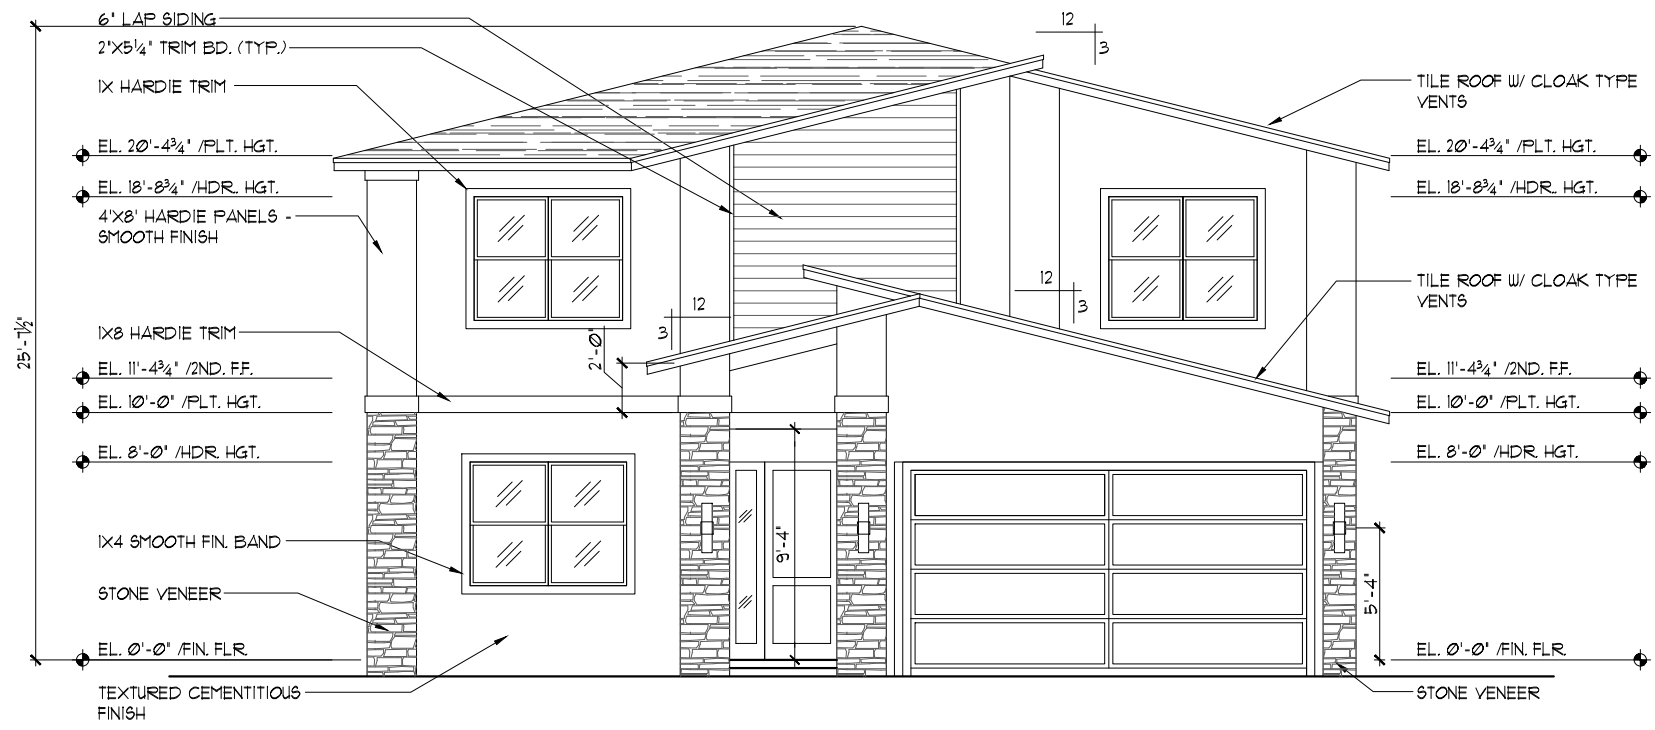 6" LAP SIDING
2"X5¼" TRIM BD. (TYP.)
1X HARDIE TRIM
EL. 20'-4¾" /PLT. HGT.
EL. 18'-8¾" /HDR. HGT.
4'X8' HARDIE PANELS -
SMOOTH FINISH
1X8 HARDIE TRIM
EL. 11'-4¾" /2ND. F.F.
EL. 10'-0" /PLT. HGT.
EL. 8'-0" /HDR. HGT.
1X4 SMOOTH FIN. BAND
STONE VENEER
EL. 0'-0" /FIN. FLR.
TEXTURED CEMENTITIOUS
FINISH
25'-7½"
12
3
12
3
2'-0"
12
3
9'-4"
TILE ROOF W/ CLOAK TYPE
VENTS
EL. 20'-4¾" /PLT. HGT.
EL. 18'-8¾" /HDR. HGT.
TILE ROOF W/ CLOAK TYPE
VENTS
EL. 11'-4¾" /2ND. F.F.
EL. 10'-0" /PLT. HGT.
EL. 8'-0" /HDR. HGT.
5'-4"
EL. 0'-0" /FIN. FLR.
STONE VENEER